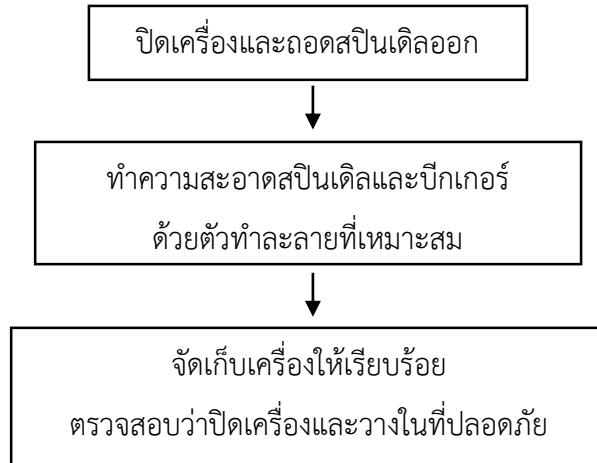 ปิดเครื่องและถอดสปินเดิลออก
ทำความสะอาดสปินเดิลและบีกเกอร์
ด้วยตัวทำละลายที่เหมาะสม
จัดเก็บเครื่องให้เรียบร้อย
ตรวจสอบว่าปิดเครื่องและวางในที่ปลอดภัย